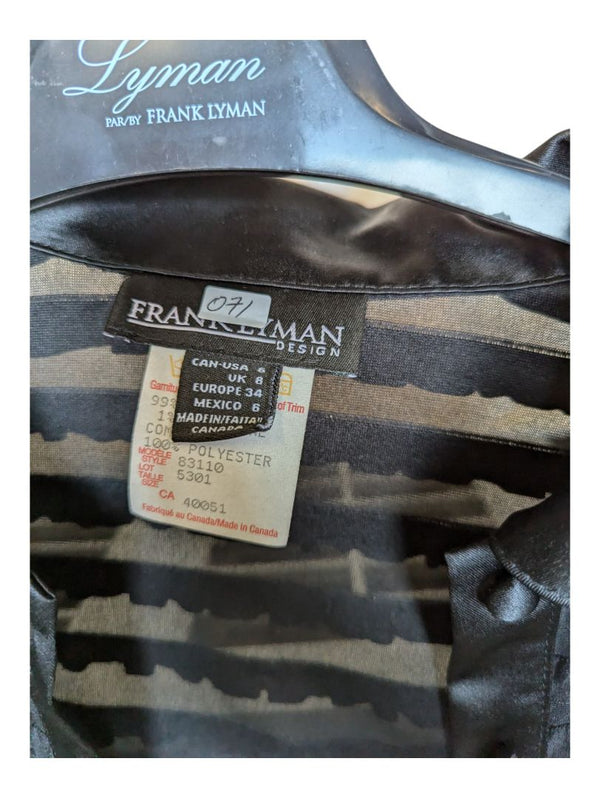 Lyman
PAR/BY FRANK LYMAN
071
FRANK LYMAN
DESIGN
CAN-USA 6
UK 8
EUROPE 34
MEXICO 6
MADE IN/FAIT AU
CANADA
of Trim
100% POLYESTER
MODELE
STYLE 83110
LOT 5301
TAILLE
SIZE
CA 40051
Fabriqué au Canada/Made in Canada